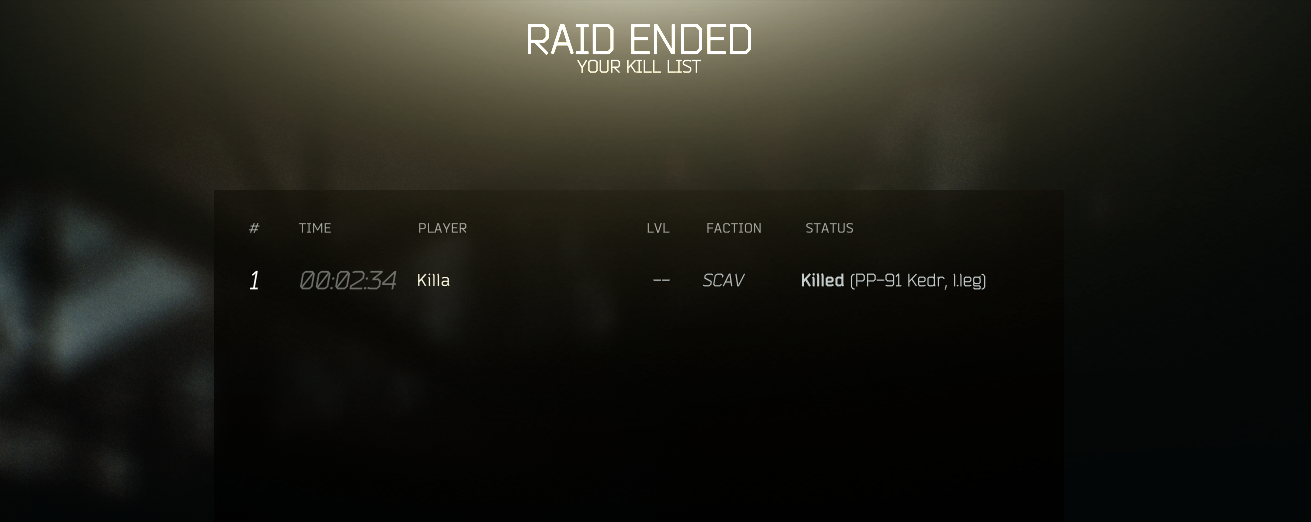 RAID ENDED
YOUR KILL LIST
# TIME PLAYER LVL FACTION STATUS
1 00:02:34 Killa -- SCAV Killed (PP-91 Kedr, l.leg)